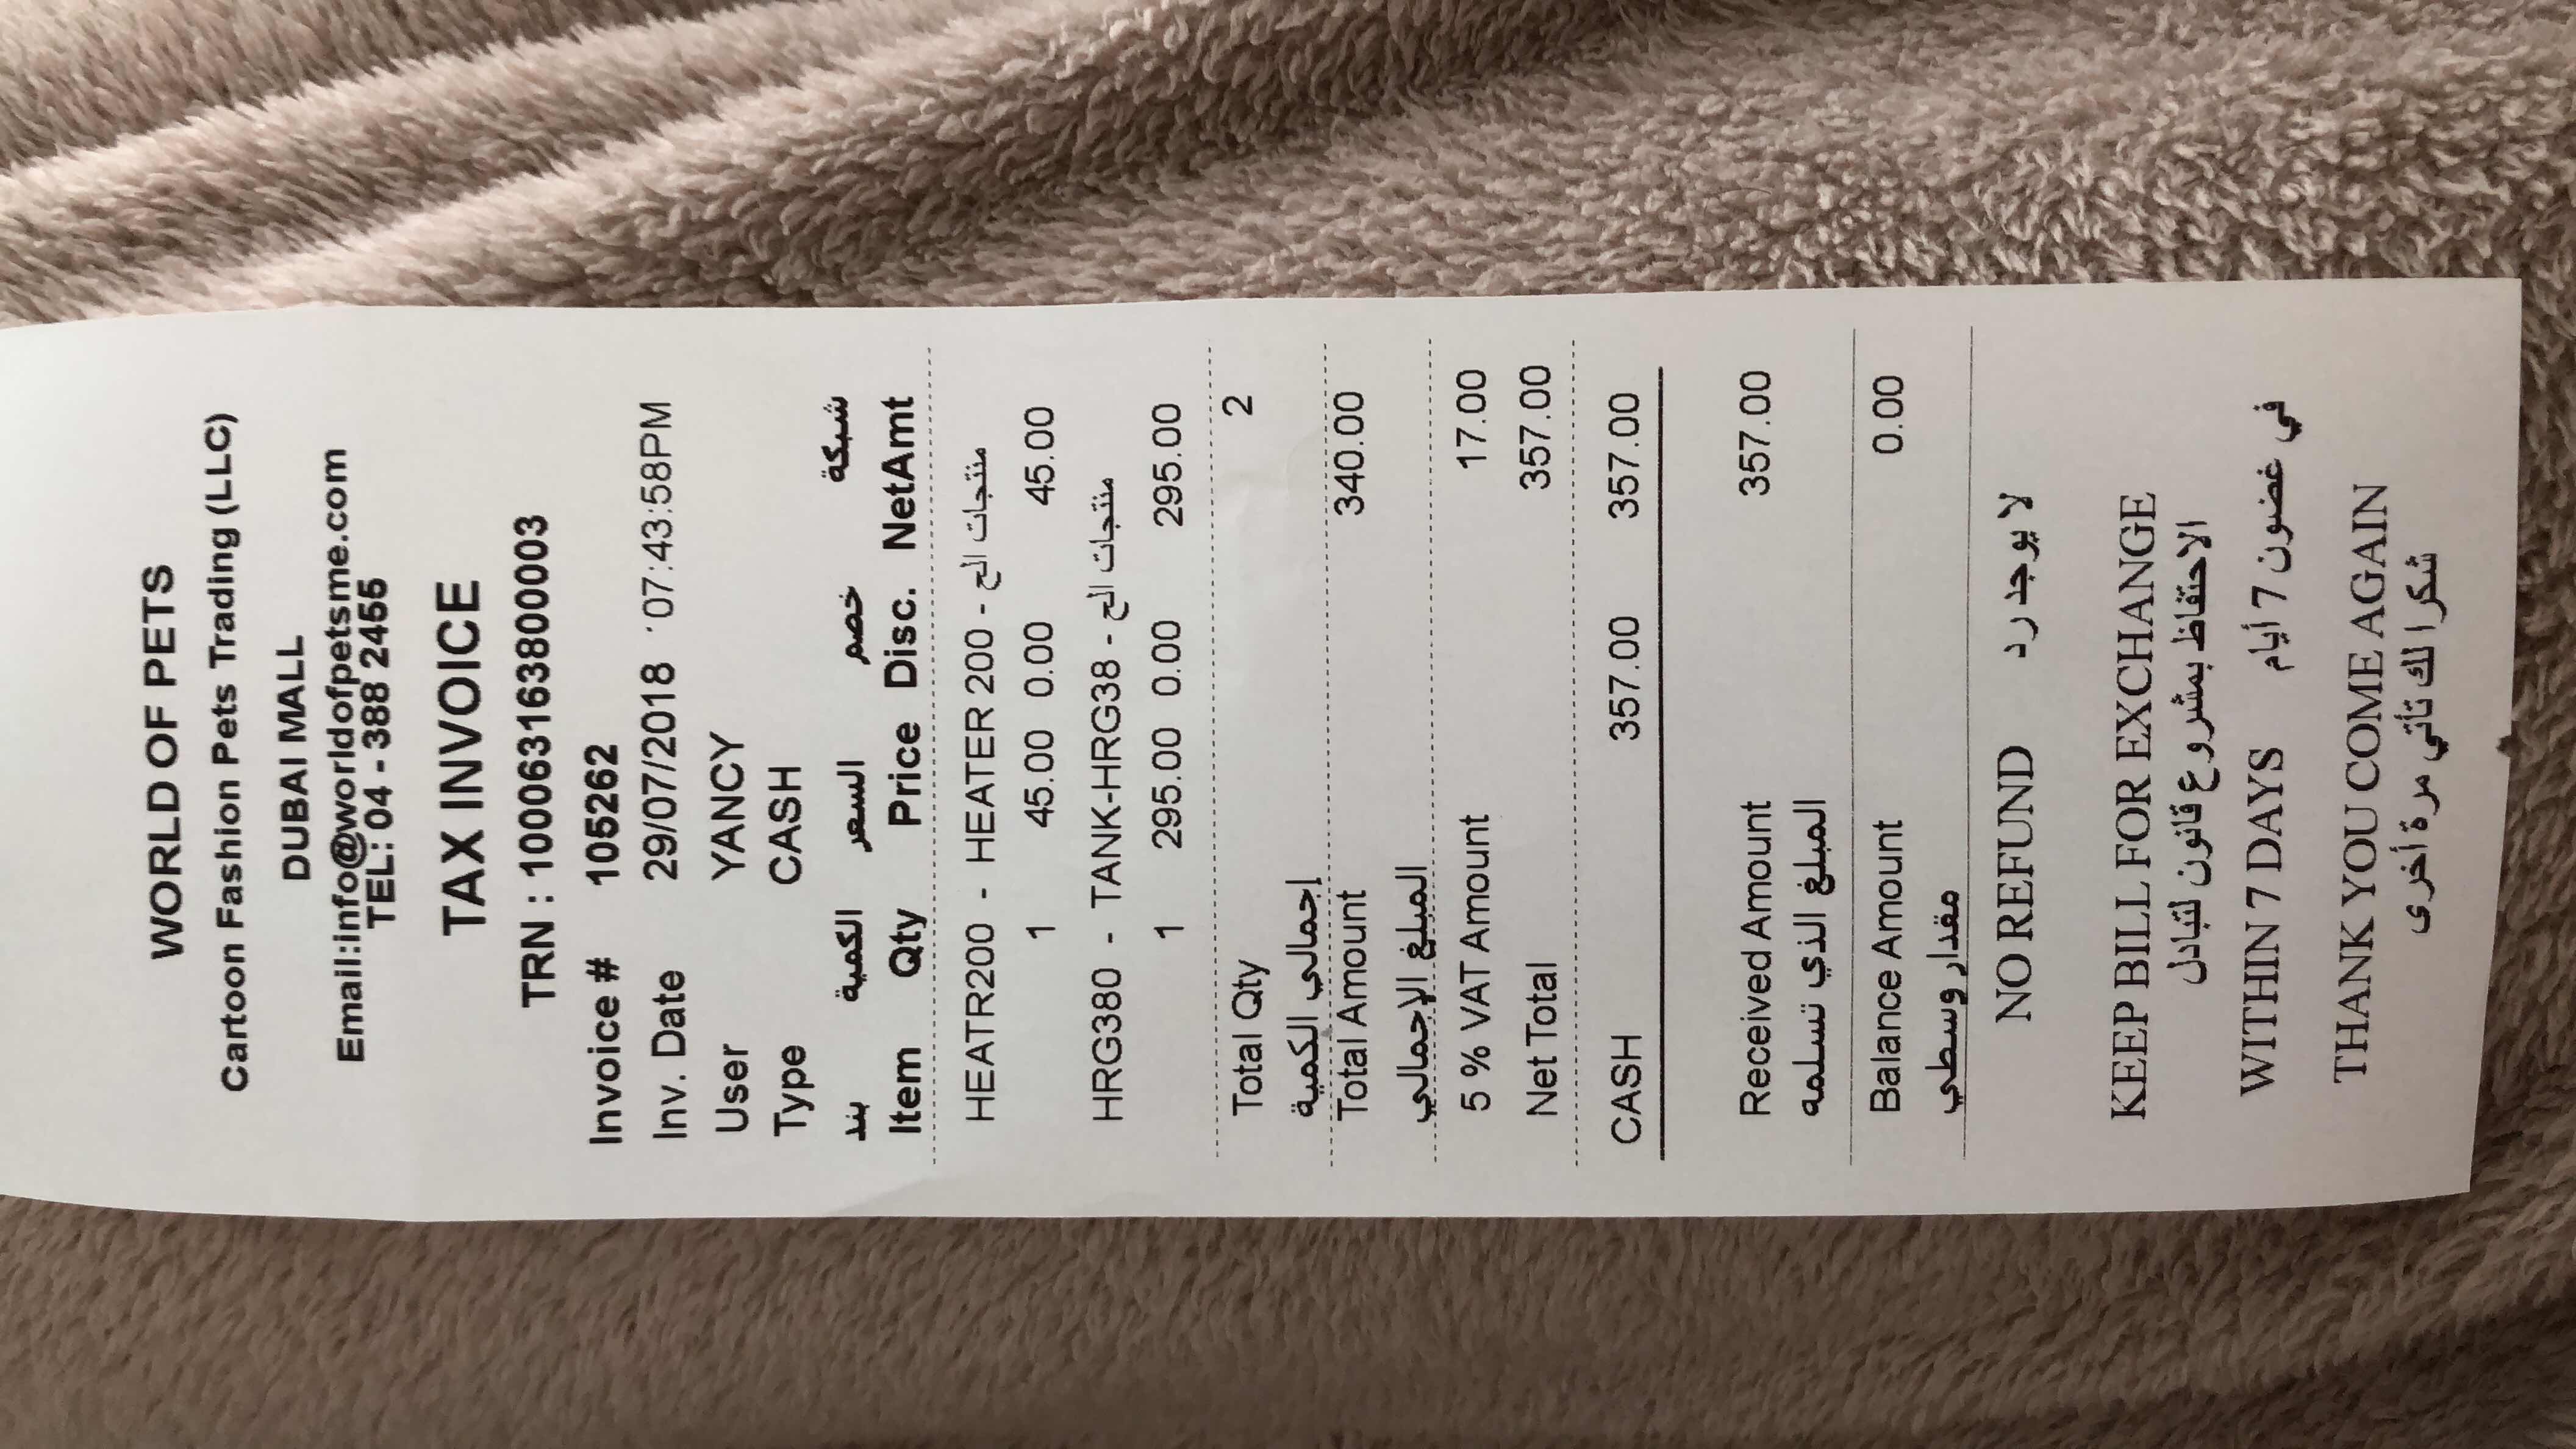 WORLD OF PETS
Cartoon Fashion Pets Trading (LLC)
DUBAI MALL
Email:info@worldofpetsme.com
TEL: 04 - 388 2455
TAX INVOICE
TRN : 100063163800003
Invoice # 105262
Inv. Date 29/07/2018 07:43:58PM
User YANCY
Type CASH
بند الكمية السعر خصم شبكة
Item Qty Price Disc. NetAmt
HEATR200 - HEATER 200 - منتجات الح
1 45.00 0.00 45.00
HRG380 - TANK-HRG38 - منتجات الح
1 295.00 0.00 295.00
Total Qty 2
إجمالي الكمية
Total Amount 340.00
المبلغ الإجمالي
5 % VAT Amount 17.00
Net Total 357.00
CASH 357.00 357.00
Received Amount 357.00
المبلغ الذي تسلمه
Balance Amount 0.00
مقدار وسطي
NO REFUND لا يوجد رد
KEEP BILL FOR EXCHANGE
الاحتفاظ بمشروع قانون لتبادل
WITHIN 7 DAYS في غضون 7 أيام
THANK YOU COME AGAIN
شكرا لك تأتي مرة أخرى